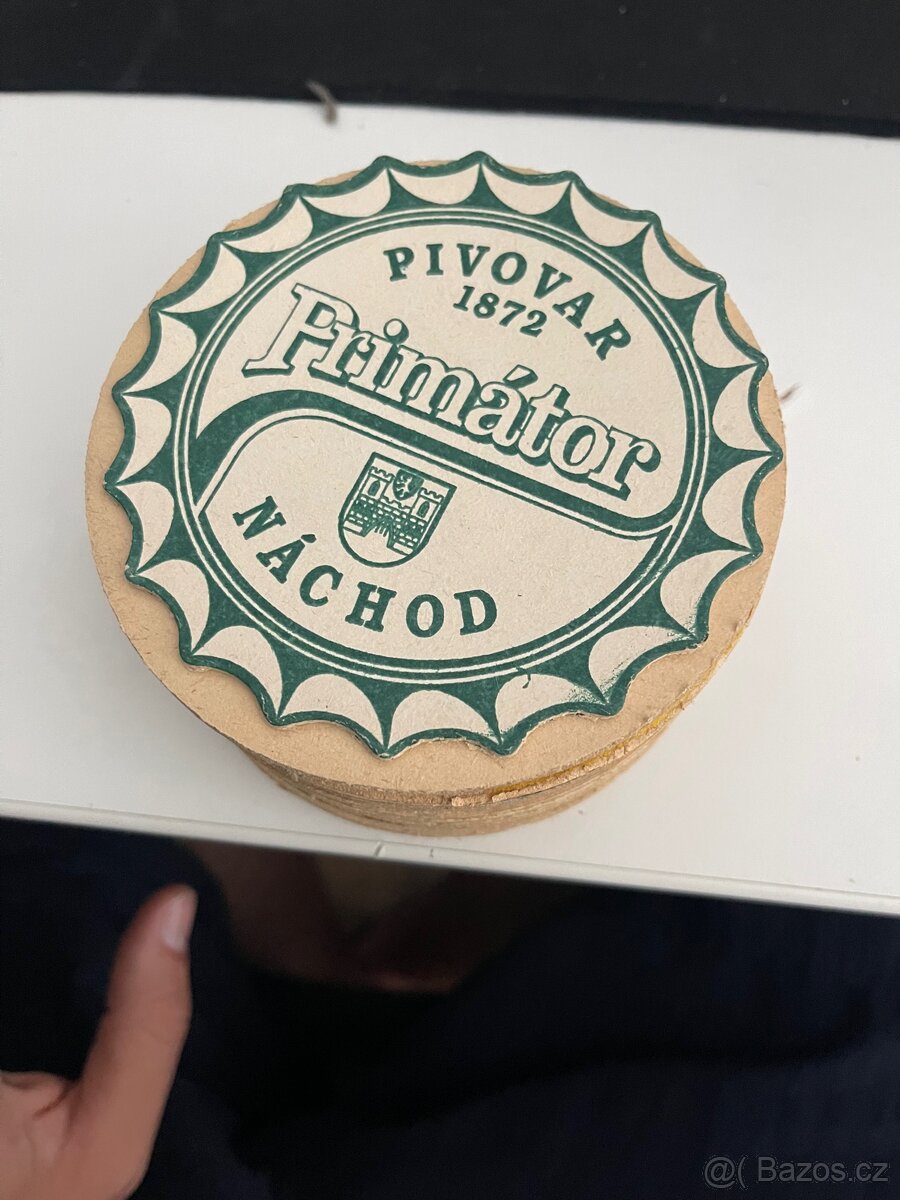 PIVOVAR
1872
Primátor
NÁCHOD
@( Bazos.cz